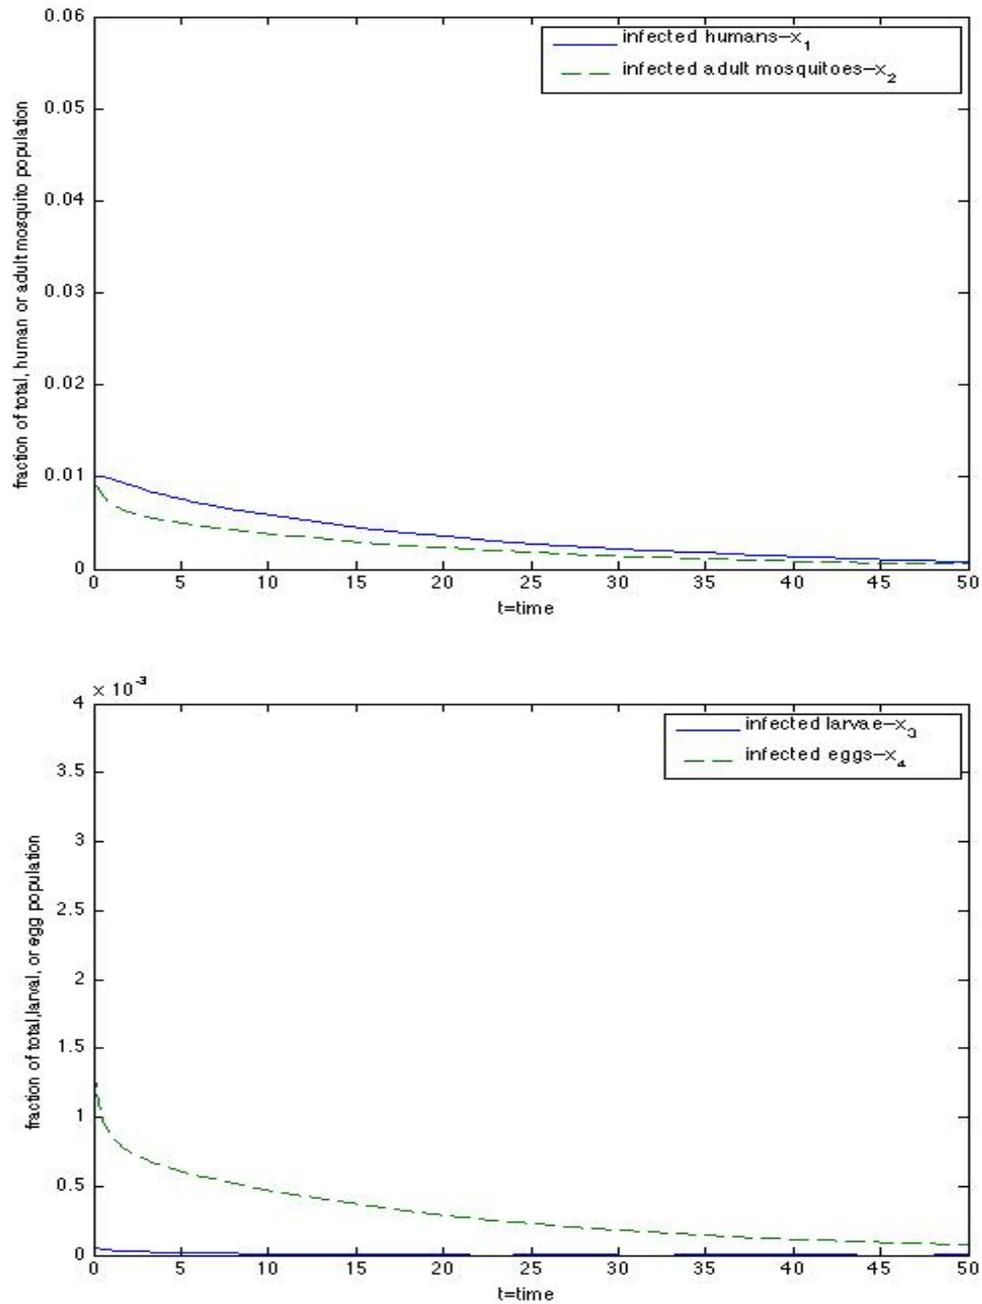 0.06
infected humans–x₁
infected adult mosquitoes–x₂
0.05
0.04
0.03
0.02
0.01
0
fraction of total, human or adult mosquito population
0 5 10 15 20 25 30 35 40 45 50
t=time
× 10⁻³
4
infected larvae–x₃
infected eggs–x₄
3.5
3
2.5
2
1.5
1
0.5
0
fraction of total,larval, or egg population
0 5 10 15 20 25 30 35 40 45 50
t=time